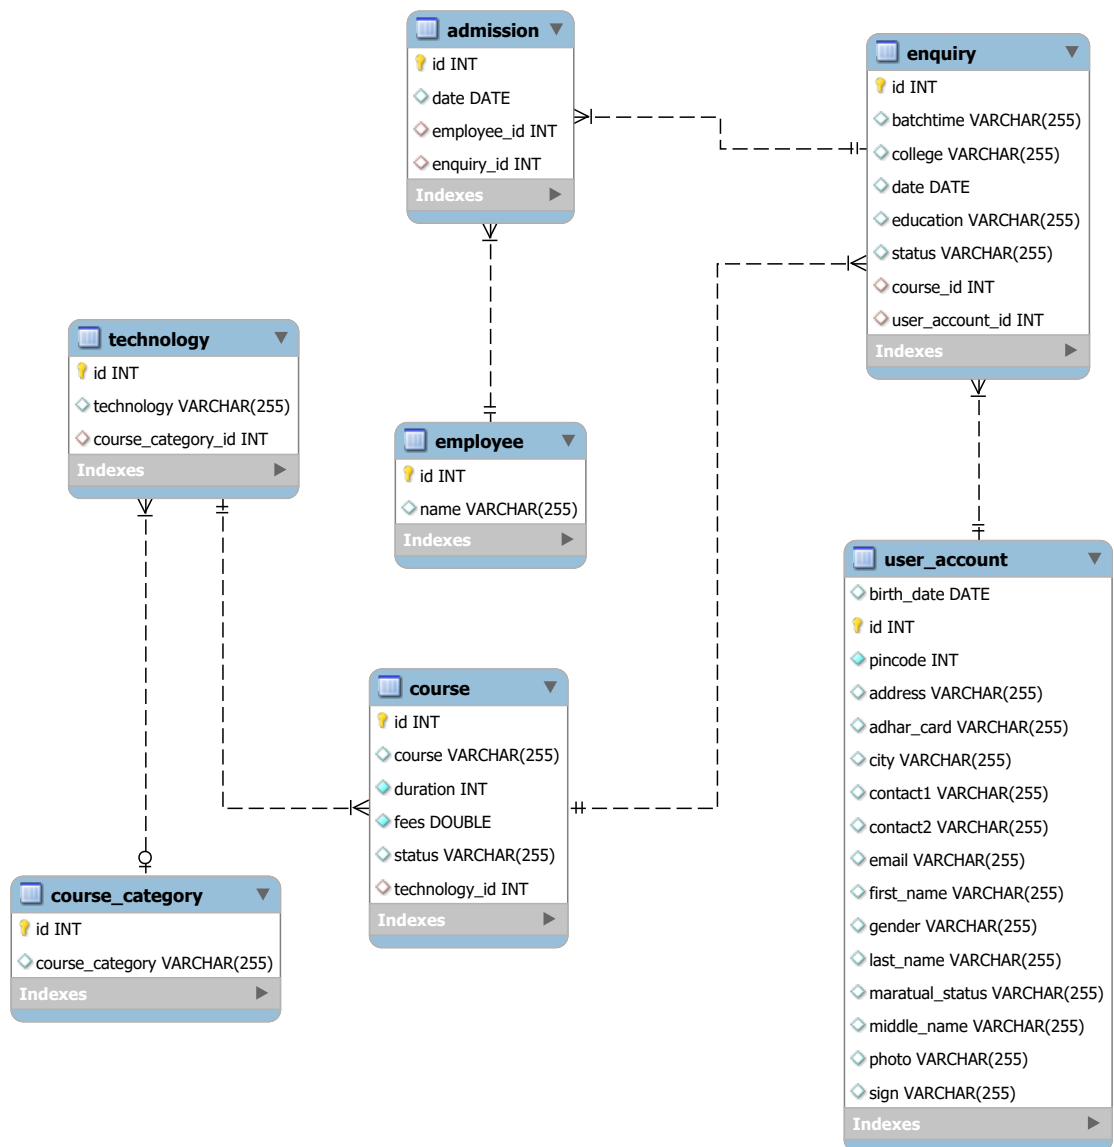 admission
id INT
date DATE
employee_id INT
enquiry_id INT
Indexes
enquiry
id INT
batchtime VARCHAR(255)
college VARCHAR(255)
date DATE
education VARCHAR(255)
status VARCHAR(255)
course_id INT
user_account_id INT
Indexes
technology
id INT
technology VARCHAR(255)
course_category_id INT
Indexes
employee
id INT
name VARCHAR(255)
Indexes
user_account
birth_date DATE
id INT
pincode INT
address VARCHAR(255)
adhar_card VARCHAR(255)
city VARCHAR(255)
contact1 VARCHAR(255)
contact2 VARCHAR(255)
email VARCHAR(255)
first_name VARCHAR(255)
gender VARCHAR(255)
last_name VARCHAR(255)
maratual_status VARCHAR(255)
middle_name VARCHAR(255)
photo VARCHAR(255)
sign VARCHAR(255)
Indexes
course
id INT
course VARCHAR(255)
duration INT
fees DOUBLE
status VARCHAR(255)
technology_id INT
Indexes
course_category
id INT
course_category VARCHAR(255)
Indexes